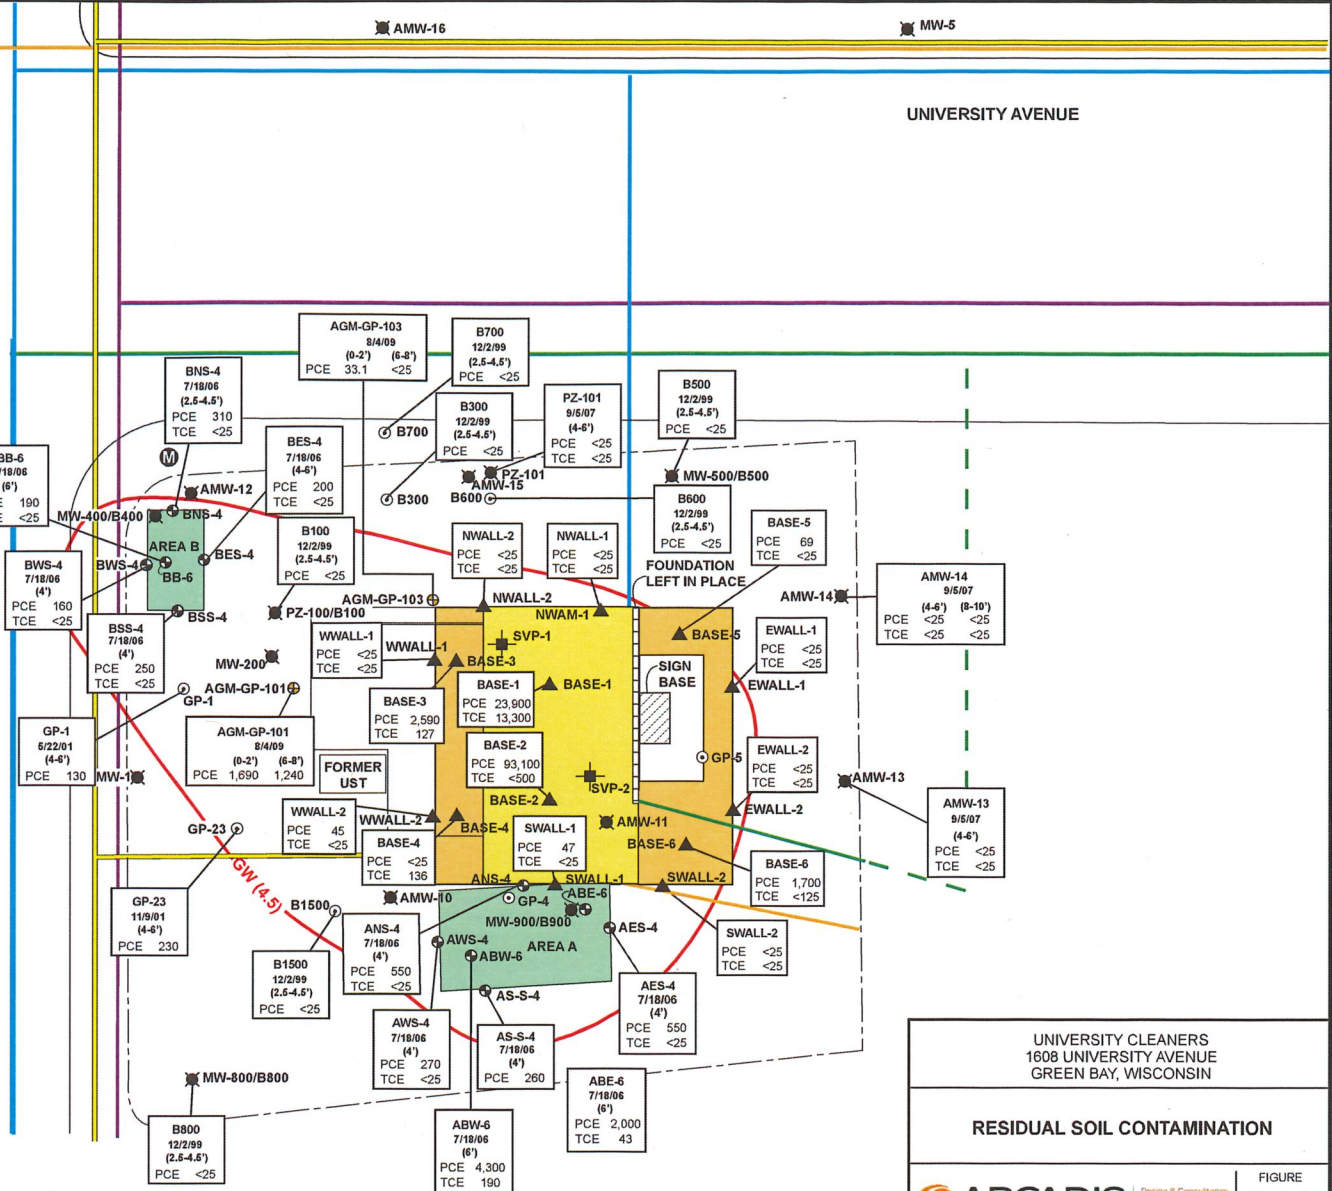 AMW-16
MW-5
UNIVERSITY AVENUE
AGM-GP-103
8/4/09
(0-2') (6-8')
PCE 33.1 <25
B700
12/2/99
(2.5-4.5')
PCE <25
BNS-4
7/18/06
(2.5-4.5')
PCE 310
TCE <25
B300
12/2/99
(2.5-4.5')
PCE <25
PZ-101
9/5/07
(4-6')
PCE <25
TCE <25
B500
12/2/99
(2.5-4.5')
PCE <25
BES-4
7/18/06
(4-6')
PCE 200
TCE <25
B700
M
BB-6
/18/06
(6')
E 190
<25
AMW-12
B300
PZ-101
AMW-15
B600
MW-500/B500
B600
12/2/99
(2.5-4.5')
PCE <25
MW-400/B400
BNS-4
B100
12/2/99
(2.5-4.5')
PCE <25
NWALL-2
PCE <25
TCE <25
NWALL-1
PCE <25
TCE <25
BASE-5
PCE 69
TCE <25
AREA B
BES-4
BWS-4
BB-6
BWS-4
7/18/06
(4')
PCE 160
TCE <25
FOUNDATION
LEFT IN PLACE
AMW-14
9/5/07
(4-6') (8-10')
PCE <25 <25
TCE <25 <25
AMW-14
AGM-GP-103
NWALL-2
NWAM-1
BSS-4
PZ-100/B100
BSS-4
7/18/06
(4')
PCE 250
TCE <25
WWALL-1
PCE <25
TCE <25
WWALL-1
SVP-1
BASE-3
BASE-5
EWALL-1
PCE <25
TCE <25
MW-200
SIGN
BASE
GP-1
AGM-GP-101
BASE-3
PCE 2,590
TCE 127
BASE-1
PCE 23,900
TCE 13,300
BASE-1
EWALL-1
GP-1
5/22/01
(4-6')
PCE 130
AGM-GP-101
8/4/09
(0-2') (6-8')
PCE 1,690 1,240
BASE-2
PCE 93,100
TCE <500
GP-5
EWALL-2
PCE <25
TCE <25
MW-1
FORMER
UST
SVP-2
AMW-13
AMW-13
9/5/07
(4-6')
PCE <25
TCE <25
WWALL-2
PCE 45
TCE <25
WWALL-2
BASE-2
EWALL-2
GP-23
BASE-4
SWALL-1
PCE 47
TCE <25
AMW-11
BASE-4
PCE <25
TCE 136
BASE-6
BASE-6
PCE 1,700
TCE <125
GW (4.5)
ANS-4
SWALL-1
SWALL-2
GP-23
11/9/01
(4-6')
PCE 230
B1500
AMW-10
GP-4
ABE-6
MW-900/B900
ANS-4
7/18/06
(4')
PCE 550
TCE <25
AWS-4
ABW-6
AREA A
AES-4
SWALL-2
PCE <25
TCE <25
B1500
12/2/99
(2.5-4.5')
PCE <25
AS-S-4
AES-4
7/18/06
(4')
PCE 550
TCE <25
AWS-4
7/18/06
(4')
PCE 270
TCE <25
AS-S-4
7/18/06
(4')
PCE 260
MW-800/B800
ABE-6
7/18/06
(6')
PCE 2,000
TCE 43
B800
12/2/99
(2.5-4.5')
PCE <25
ABW-6
7/18/06
(6')
PCE 4,300
TCE 190
UNIVERSITY CLEANERS
1608 UNIVERSITY AVENUE
GREEN BAY, WISCONSIN
RESIDUAL SOIL CONTAMINATION
ARCADIS
FIGURE